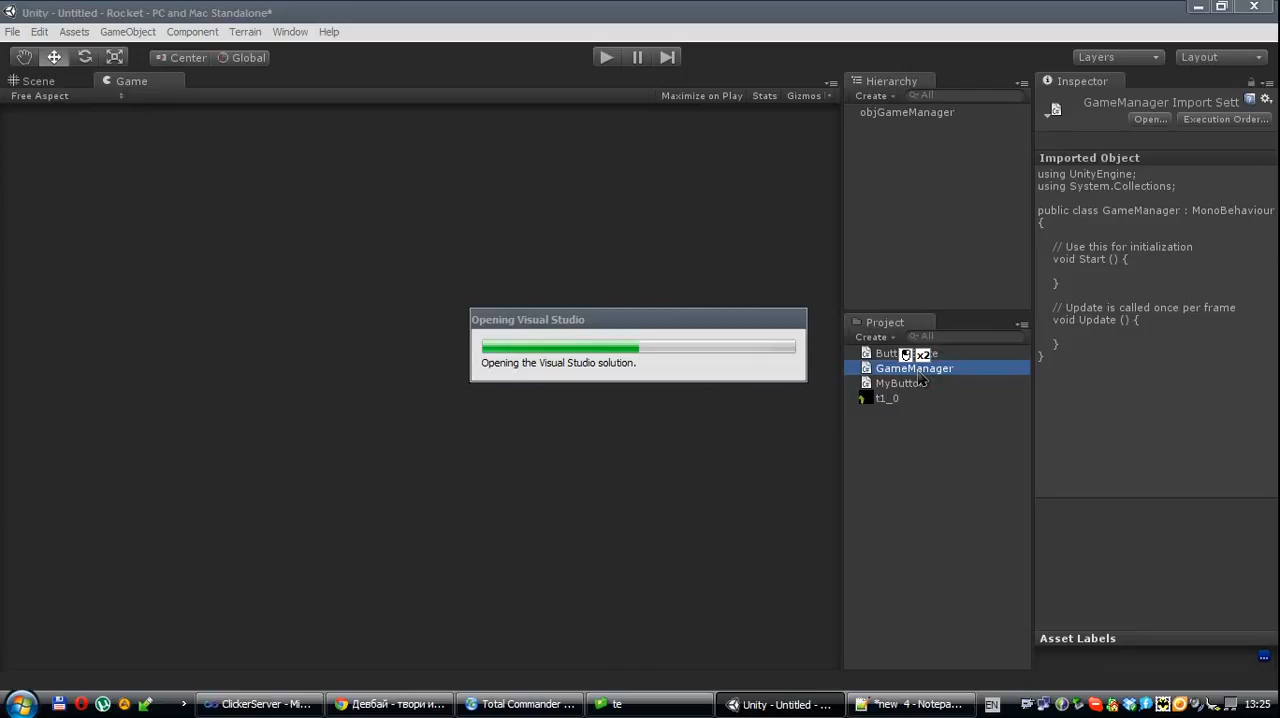 Unity - Untitled - Rocket - PC and Mac Standalone*
File Edit Assets GameObject Component Terrain Window Help
Center Global Layers Layout
Scene Game Hierarchy Inspector
Free Aspect Maximize on Play Stats Gizmos Create All
GameManager Import Sett
objGameManager
Open... Execution Order...
Imported Object
using UnityEngine;
using System.Collections;
public class GameManager : MonoBehaviour
{
// Use this for initialization
void Start () {
}
// Update is called once per frame
void Update () {
}
}
Opening Visual Studio
Opening the Visual Studio solution.
Project
Create All
x2
GameManager
t1_0
Asset Labels
ClickerServer - Mi...
Девбай - твори и...
Total Commander ...
te
Unity - Untitled - ...
*new 4 - Notepa...
EN
13:25